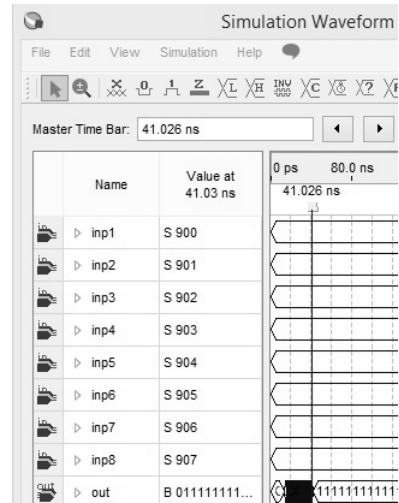 Simulation Waveform
File Edit View Simulation Help
Master Time Bar: 41.026 ns
Name Value at 41.03 ns 0 ps 80.0 ns
41.026 ns
inp1 S 900
inp2 S 901
inp3 S 902
inp4 S 903
inp5 S 904
inp6 S 905
inp7 S 906
inp8 S 907
out B 011111111... 111111111111